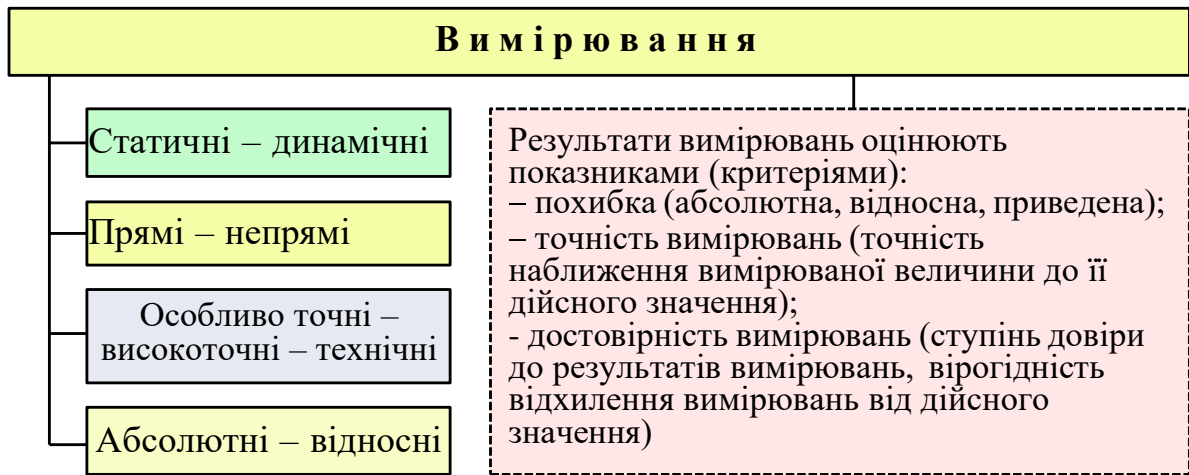 Вимірювання
Статичні – динамічні
Прямі – непрямі
Особливо точні –
високоточні – технічні
Абсолютні – відносні
Результати вимірювань оцінюють
показниками (критеріями):
– похибка (абсолютна, відносна, приведена);
– точність вимірювань (точність
наближення вимірюваної величини до її
дійсного значення);
- достовірність вимірювань (ступінь довіри
до результатів вимірювань, вірогідність
відхилення вимірювань від дійсного
значення)